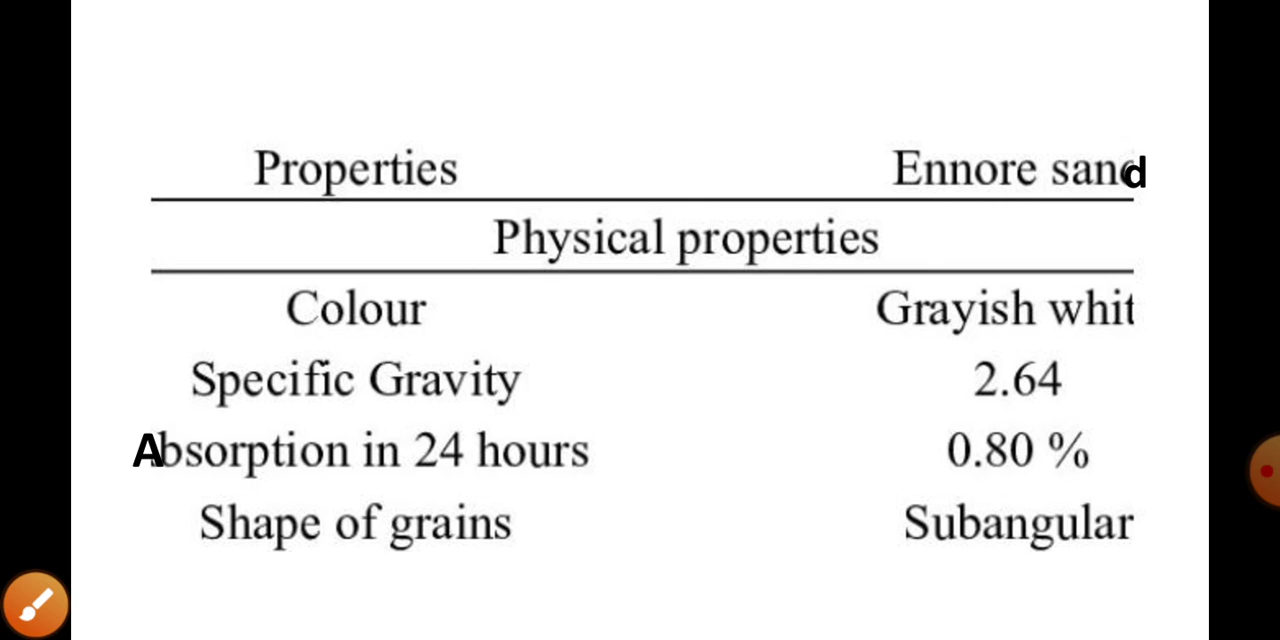 Properties Ennore sand
Physical properties
Colour Grayish whit
Specific Gravity 2.64
Absorption in 24 hours 0.80 %
Shape of grains Subangular